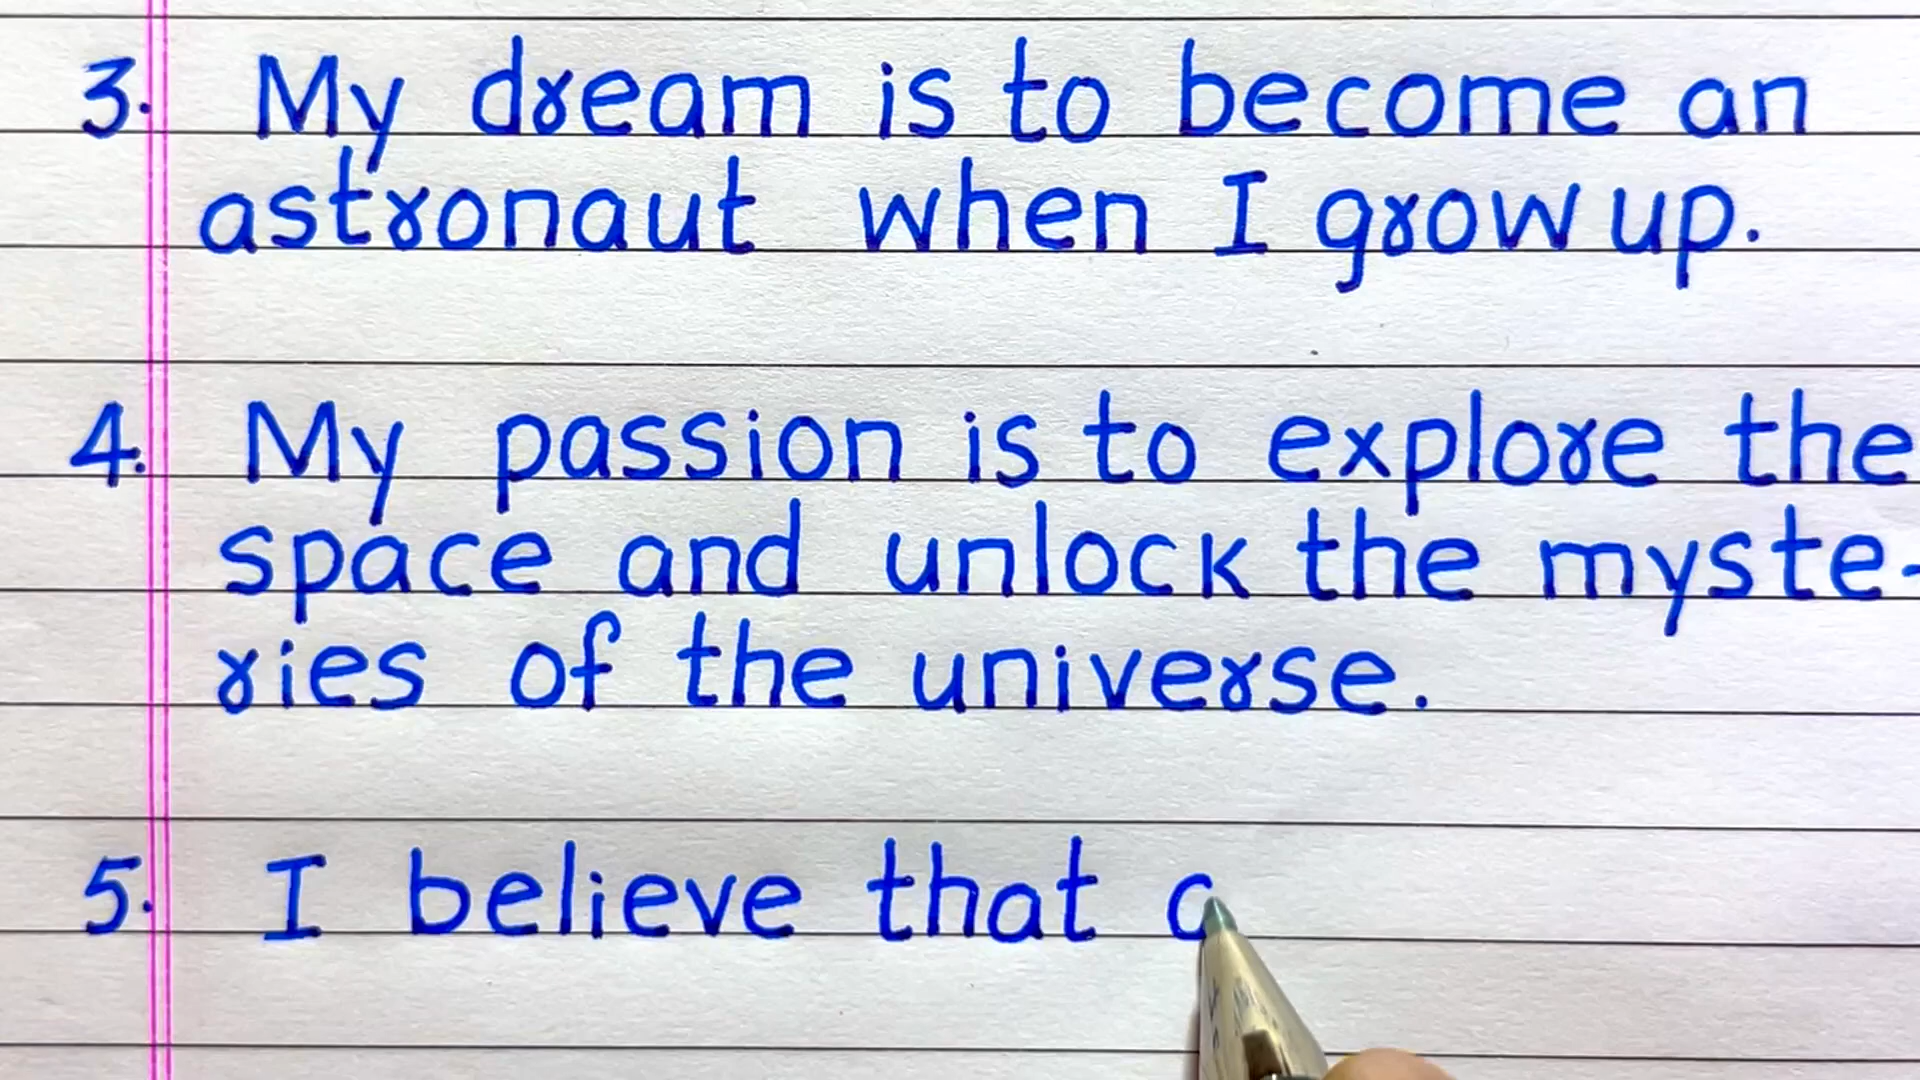 3. My dream is to become an
astronaut when I grow up.
4. My passion is to explore the
space and unlock the myste-
ries of the universe.
5. I believe that